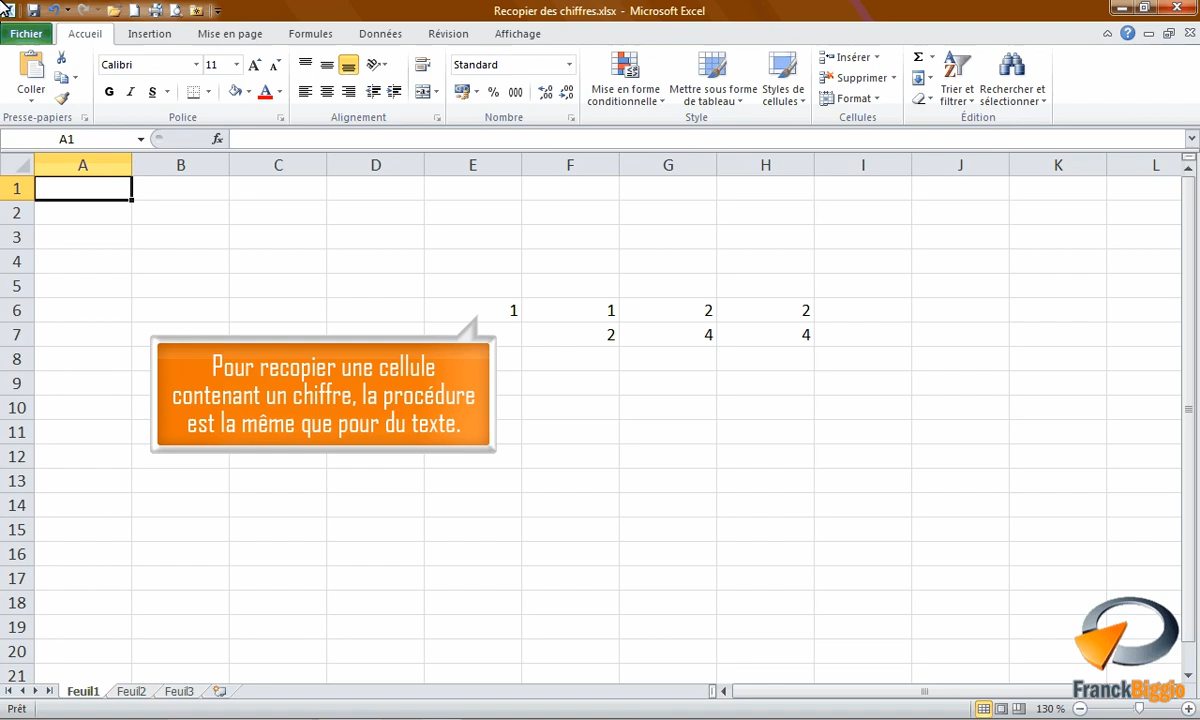 Recopier des chiffres.xlsx - Microsoft Excel
Fichier Accueil Insertion Mise en page Formules Données Révision Affichage
Coller Calibri 11 A A Standard Mise en forme conditionnelle Mettre sous forme de tableau Styles de cellules Insérer Supprimer Format Σ Trier et filtrer Rechercher et sélectionner
G I S A % 000
Presse-papiers Police Alignement Nombre Style Cellules Édition
A1 fx
A B C D E F G H I J K L
1
2
3
4
5
6 1 1 2 2
7 2 4 4
8
9
10
11
12
13
14
15
16
17
18
19
20
21
Pour recopier une cellule
contenant un chiffre, la procédure
est la même que pour du texte.
FranckBiggio
Feuil1 Feuil2 Feuil3
Prêt 130 %